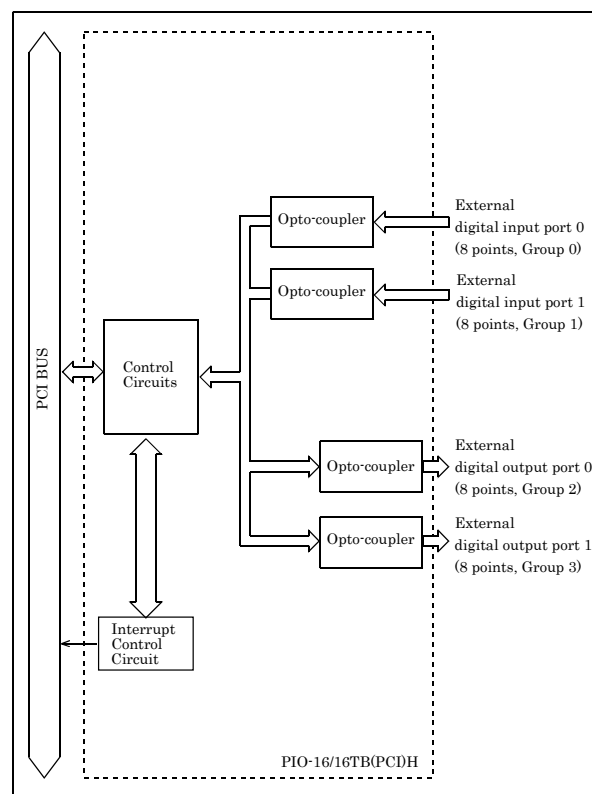 Opto-coupler
External
digital input port 0
(8 points, Group 0)
Opto-coupler
External
digital input port 1
(8 points, Group 1)
PCI BUS
Control
Circuits
Opto-coupler
External
digital output port 0
(8 points, Group 2)
Opto-coupler
External
digital output port 1
(8 points, Group 3)
Interrupt
Control
Circuit
PIO-16/16TB(PCI)H